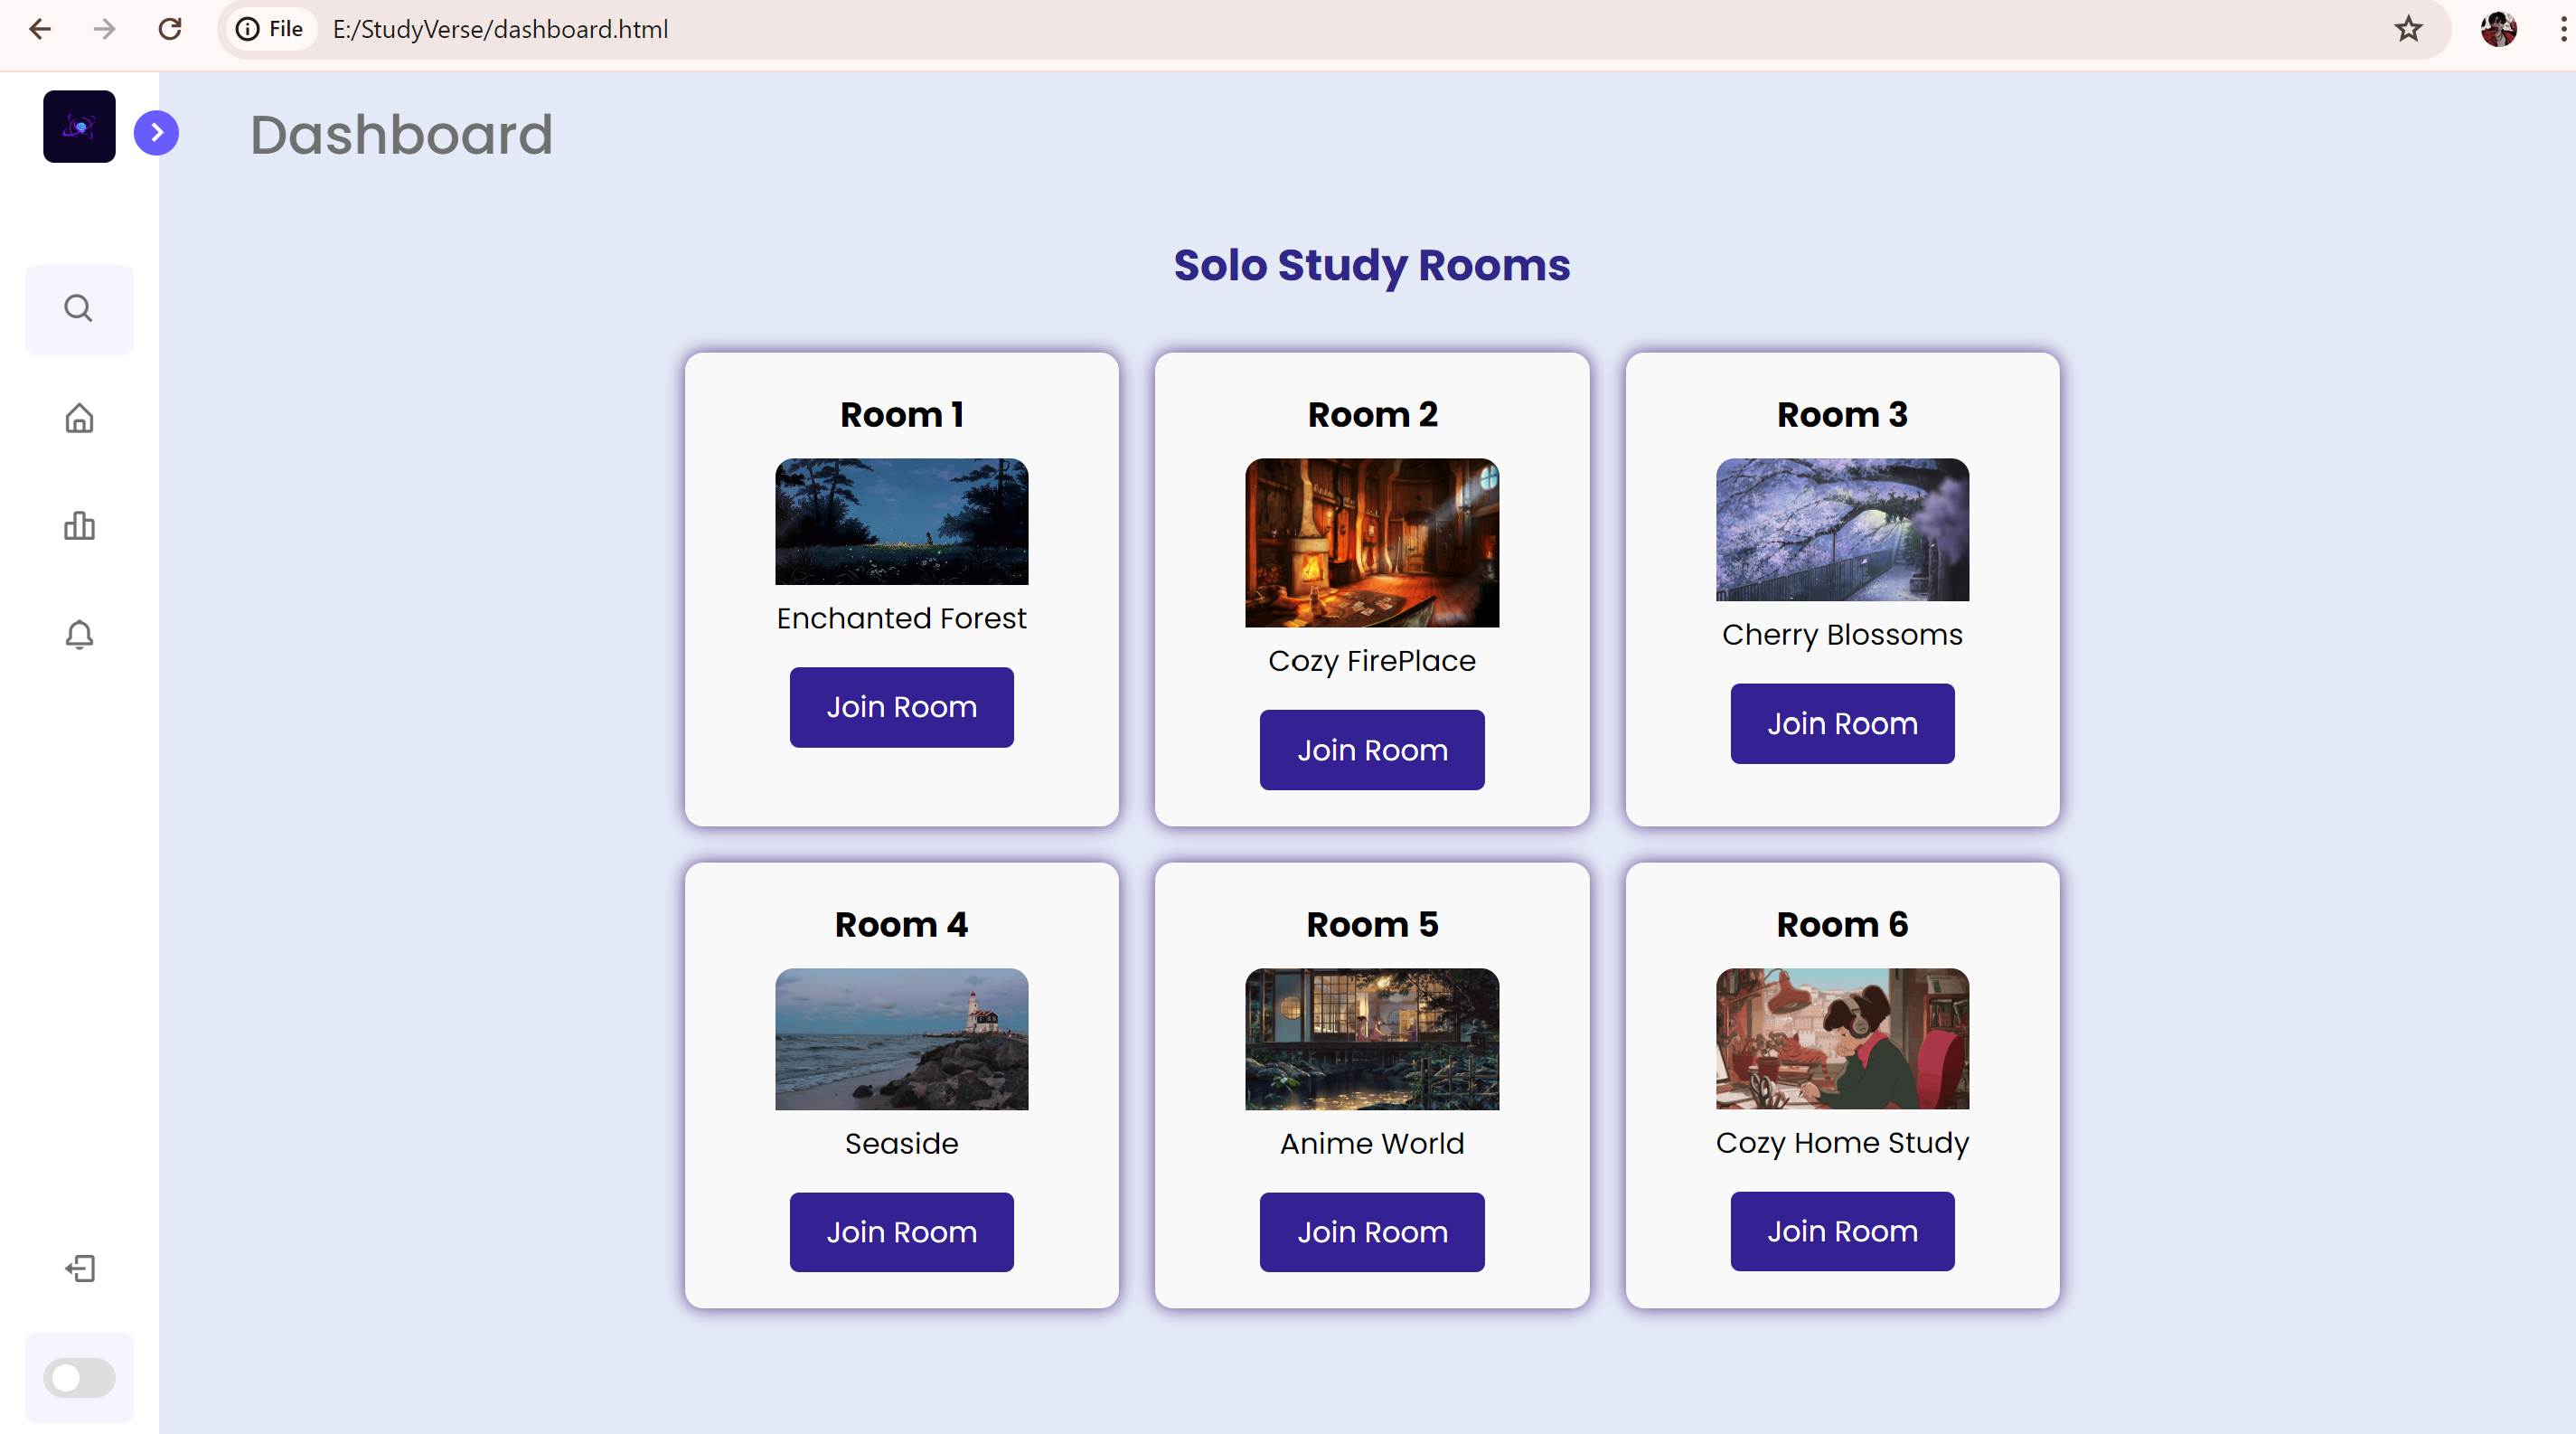 File E:/StudyVerse/dashboard.html
Dashboard
Solo Study Rooms
Room 1
Enchanted Forest
Join Room
Room 2
Cozy FirePlace
Join Room
Room 3
Cherry Blossoms
Join Room
Room 4
Seaside
Join Room
Room 5
Anime World
Join Room
Room 6
Cozy Home Study
Join Room